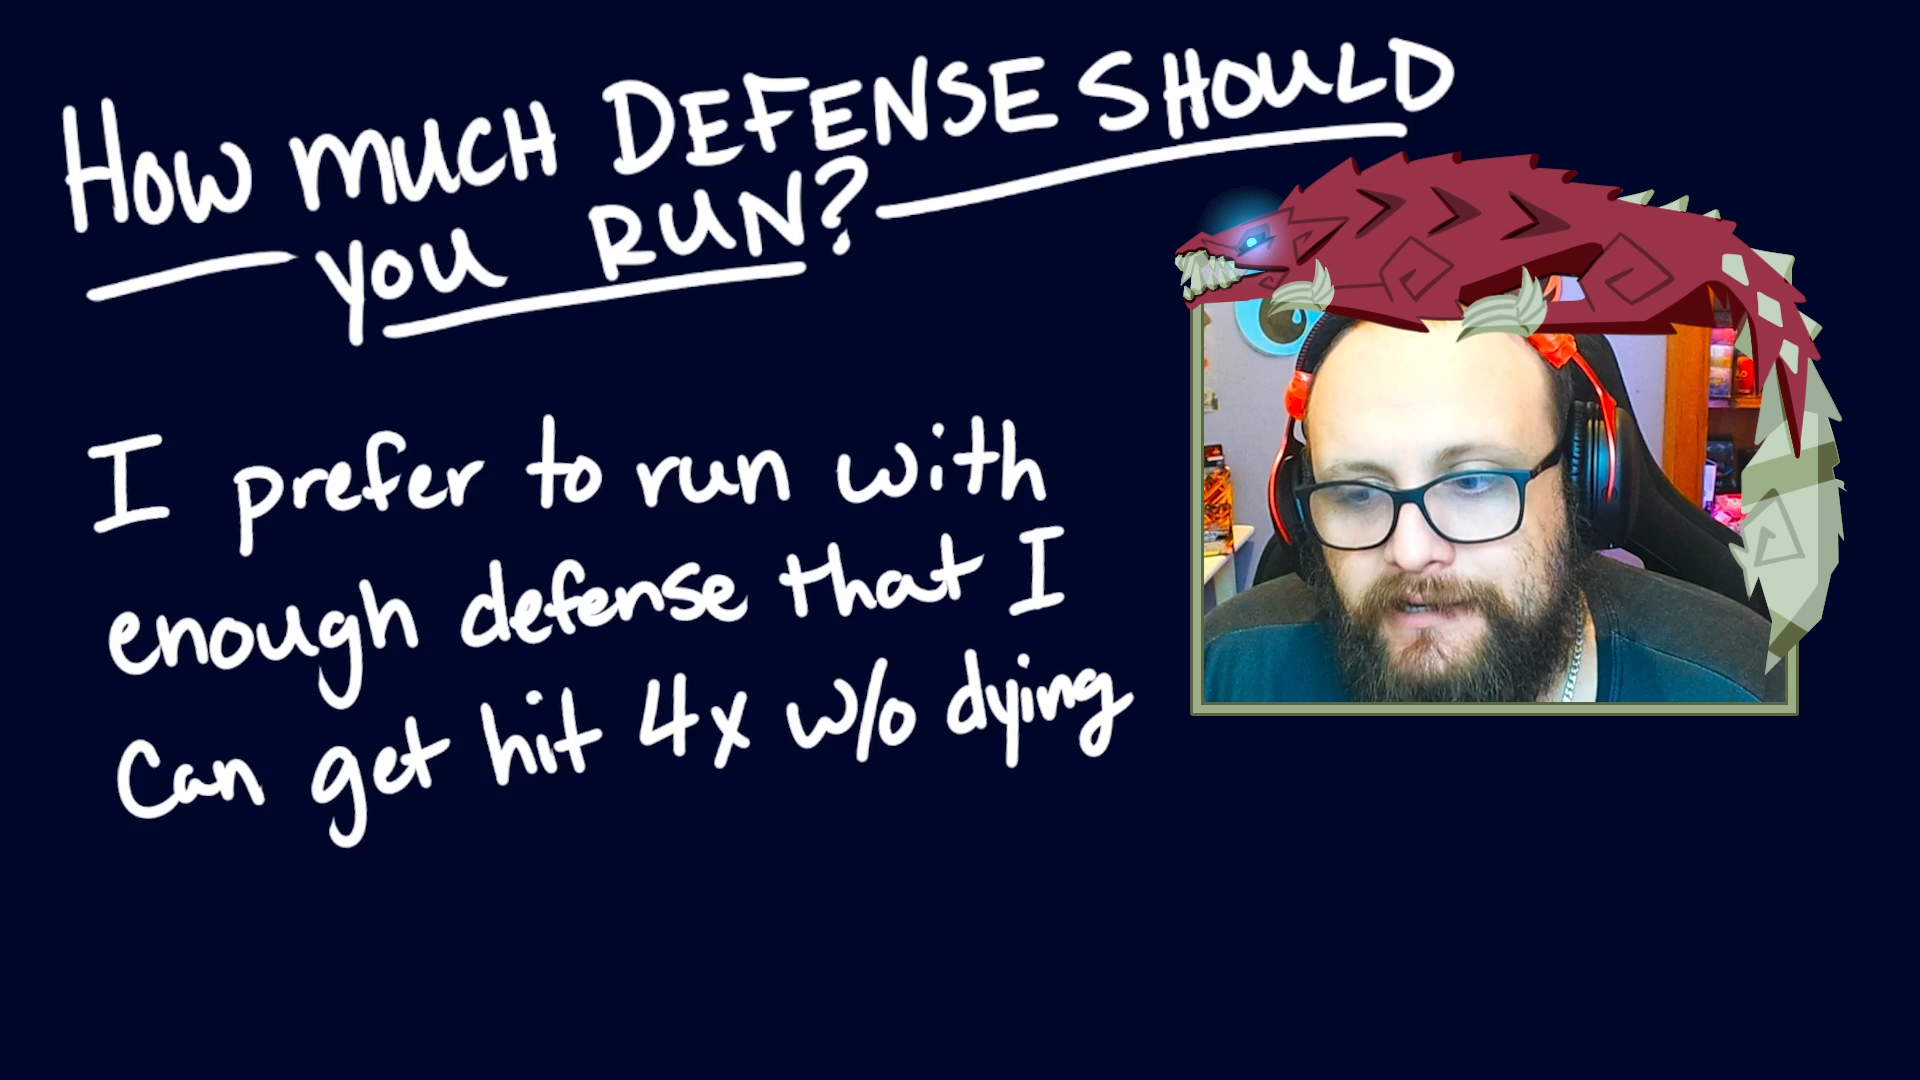 HOW MUCH DEFENSE SHOULD
YOU RUN?
I prefer to run with
enough defense that I
Can get hit 4x w/o dying